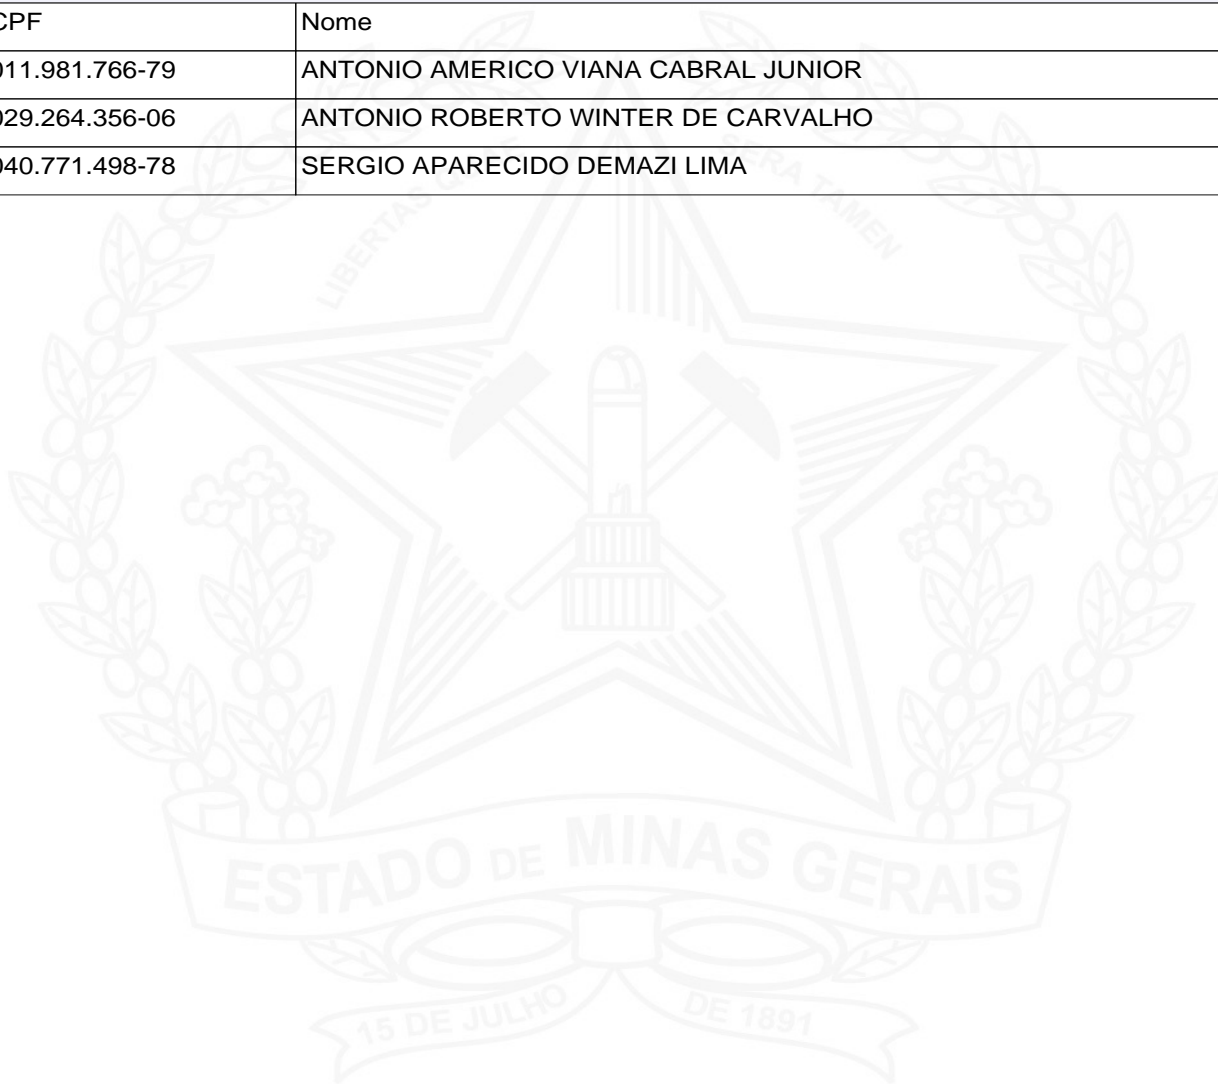 CPF Nome
011.981.766-79 ANTONIO AMERICO VIANA CABRAL JUNIOR
029.264.356-06 ANTONIO ROBERTO WINTER DE CARVALHO
040.771.498-78 SERGIO APARECIDO DEMAZI LIMA
LIBERTAS QUE SERA TAMEN
ESTADO DE MINAS GERAIS
15 DE JULHO DE 1891